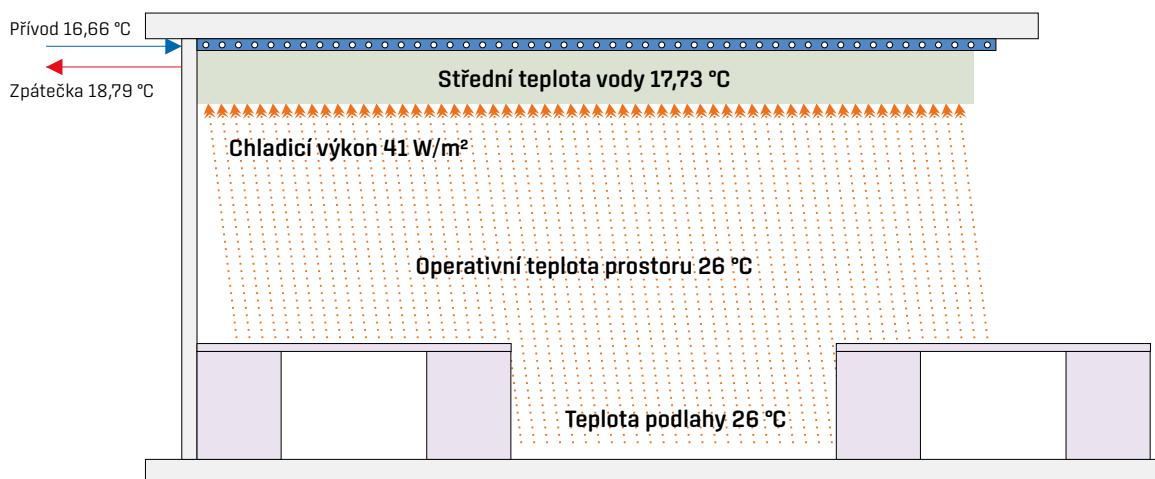 Přívod 16,66 °C
Zpátečka 18,79 °C
Střední teplota vody 17,73 °C
Chladicí výkon 41 W/m²
Operativní teplota prostoru 26 °C
Teplota podlahy 26 °C